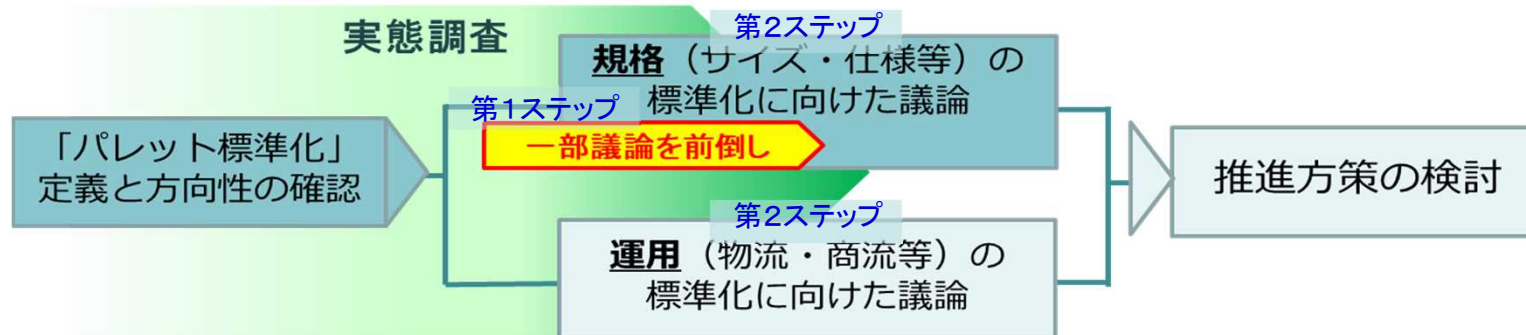 実態調査
第2ステップ
規格（サイズ・仕様等）の
標準化に向けた議論
第1ステップ
一部議論を前倒し
「パレット標準化」
定義と方向性の確認
第2ステップ
運用（物流・商流等）の
標準化に向けた議論
推進方策の検討